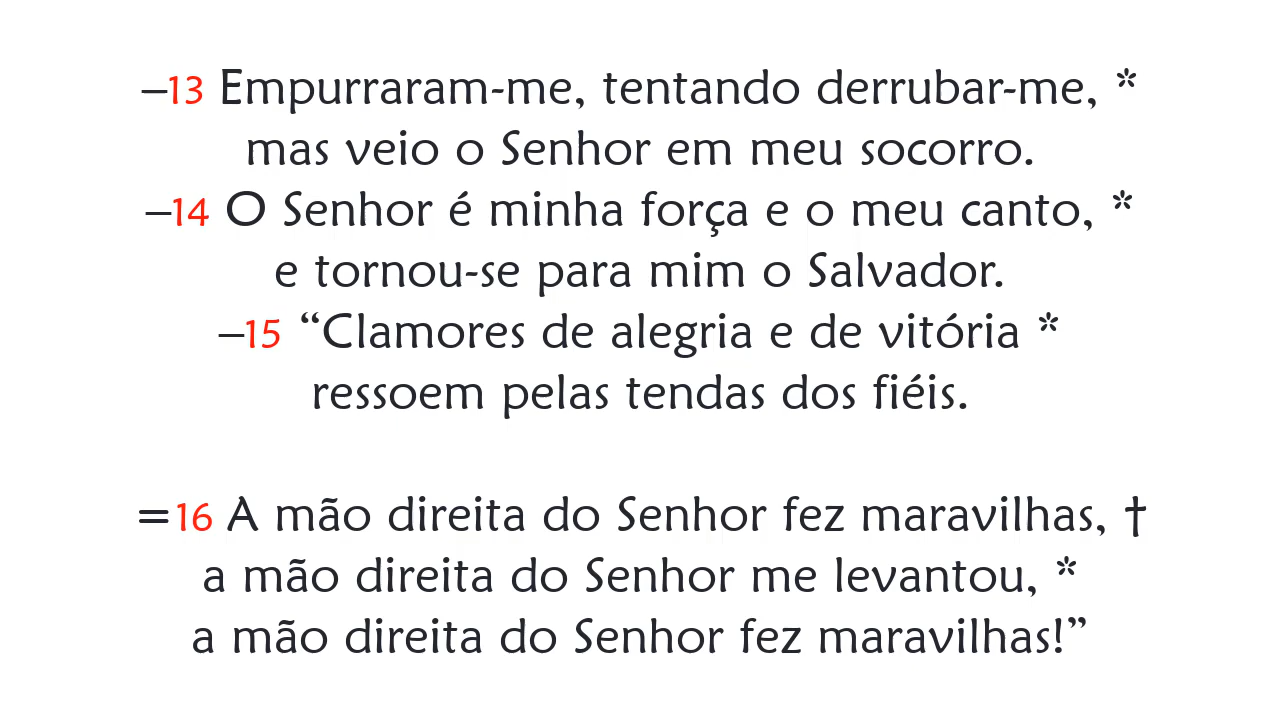 –13 Empurraram-me, tentando derrubar-me, *
mas veio o Senhor em meu socorro.
–14 O Senhor é minha força e o meu canto, *
e tornou-se para mim o Salvador.
–15 “Clamores de alegria e de vitória *
ressoem pelas tendas dos fiéis.
=16 A mão direita do Senhor fez maravilhas, †
a mão direita do Senhor me levantou, *
a mão direita do Senhor fez maravilhas!”